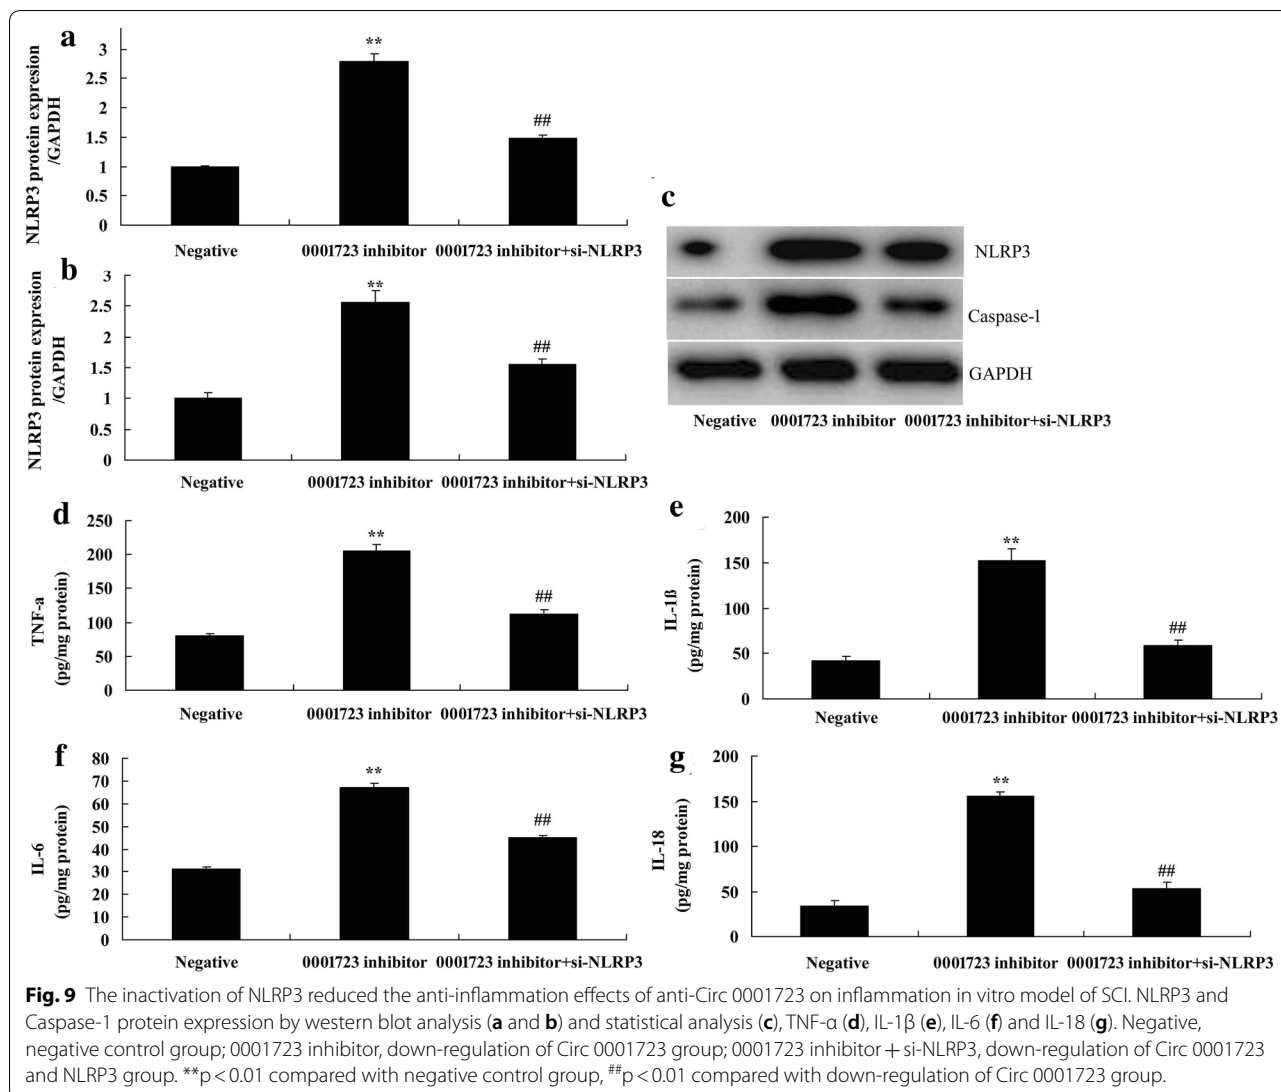 a
NLRP3 protein expresion
/GAPDH
3
2.5
2
1.5
1
0.5
0
**
##
Negative
0001723 inhibitor
0001723 inhibitor+si-NLRP3
b
NLRP3 protein expresion
/GAPDH
3
2.5
2
1.5
1
0.5
0
**
##
Negative
0001723 inhibitor
0001723 inhibitor+si-NLRP3
c
NLRP3
Caspase-1
GAPDH
Negative
0001723 inhibitor
0001723 inhibitor+si-NLRP3
d
TNF-a
(pg/mg protein)
250
200
150
100
50
0
**
##
Negative
0001723 inhibitor
0001723 inhibitor+si-NLRP3
e
IL-1ß
(pg/mg protein)
200
150
100
50
0
**
##
Negative
0001723 inhibitor
0001723 inhibitor+si-NLRP3
f
IL-6
(pg/mg protein)
80
70
60
50
40
30
20
10
0
**
##
Negative
0001723 inhibitor
0001723 inhibitor+si-NLRP3
g
IL-18
(pg/mg protein)
200
150
100
50
0
**
##
Negative
0001723 inhibitor
0001723 inhibitor+si-NLRP3
Fig. 9 The inactivation of NLRP3 reduced the anti-inflammation effects of anti-Circ 0001723 on inflammation in vitro model of SCI. NLRP3 and
Caspase-1 protein expression by western blot analysis (a and b) and statistical analysis (c), TNF-α (d), IL-1β (e), IL-6 (f) and IL-18 (g). Negative,
negative control group; 0001723 inhibitor, down-regulation of Circ 0001723 group; 0001723 inhibitor + si-NLRP3, down-regulation of Circ 0001723
and NLRP3 group. **p < 0.01 compared with negative control group, ##p < 0.01 compared with down-regulation of Circ 0001723 group.